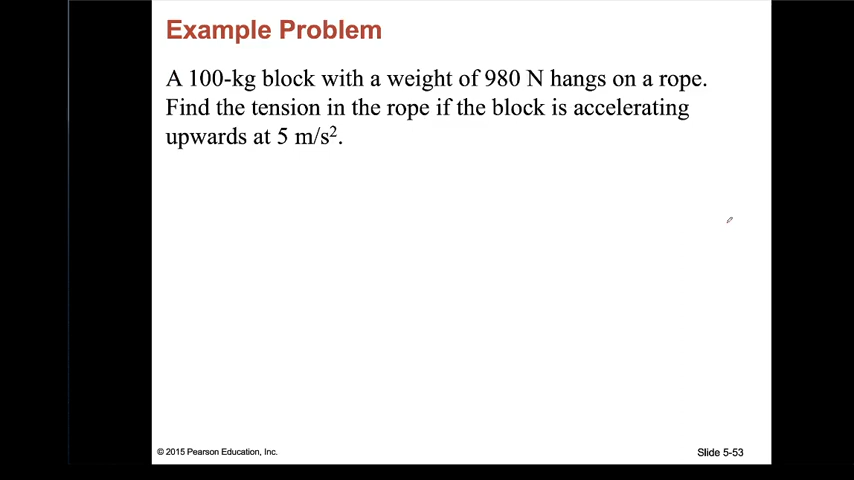 Example Problem
A 100-kg block with a weight of 980 N hangs on a rope.
Find the tension in the rope if the block is accelerating
upwards at 5 m/s².
© 2015 Pearson Education, Inc.
Slide 5-53